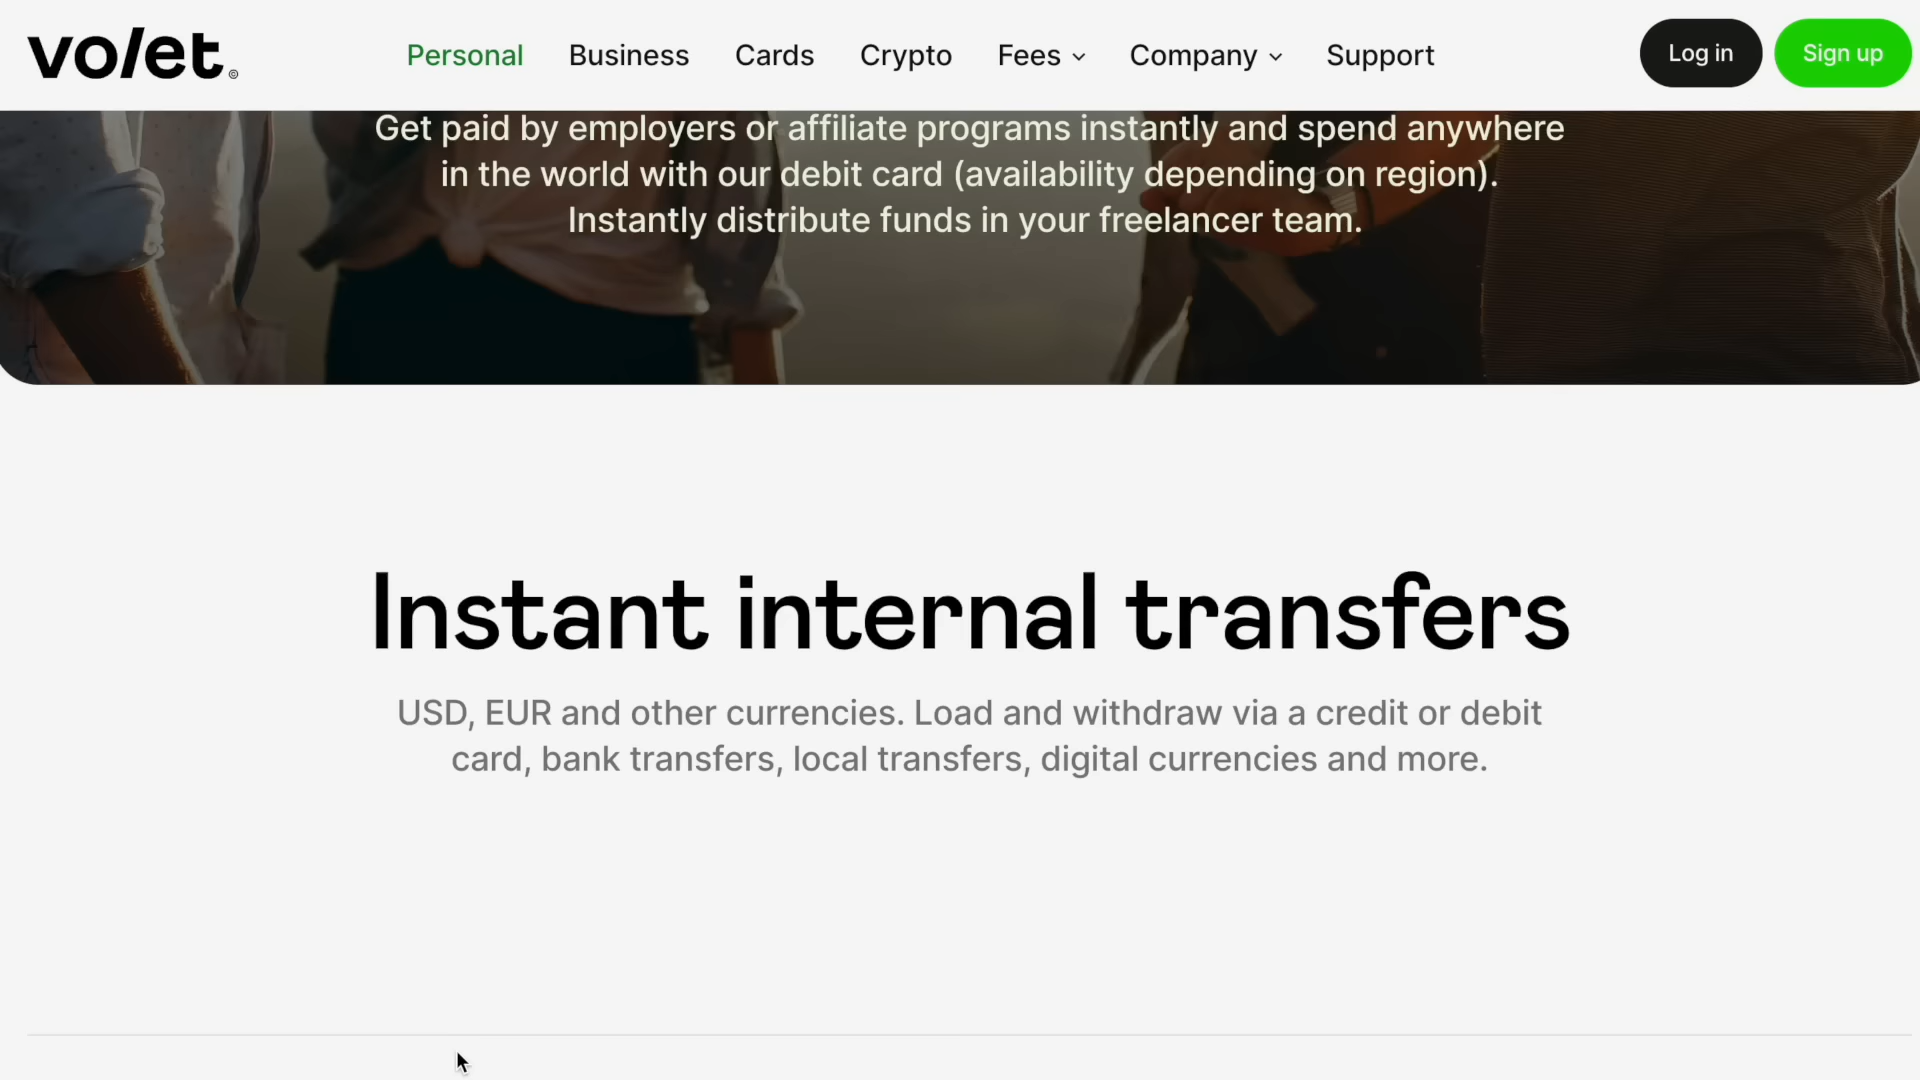 volet
Personal
Business
Cards
Crypto
Fees
Company
Support
Log in
Sign up
Get paid by employers or affiliate programs instantly and spend anywhere
in the world with our debit card (availability depending on region).
Instantly distribute funds in your freelancer team.
Instant internal transfers
USD, EUR and other currencies. Load and withdraw via a credit or debit
card, bank transfers, local transfers, digital currencies and more.